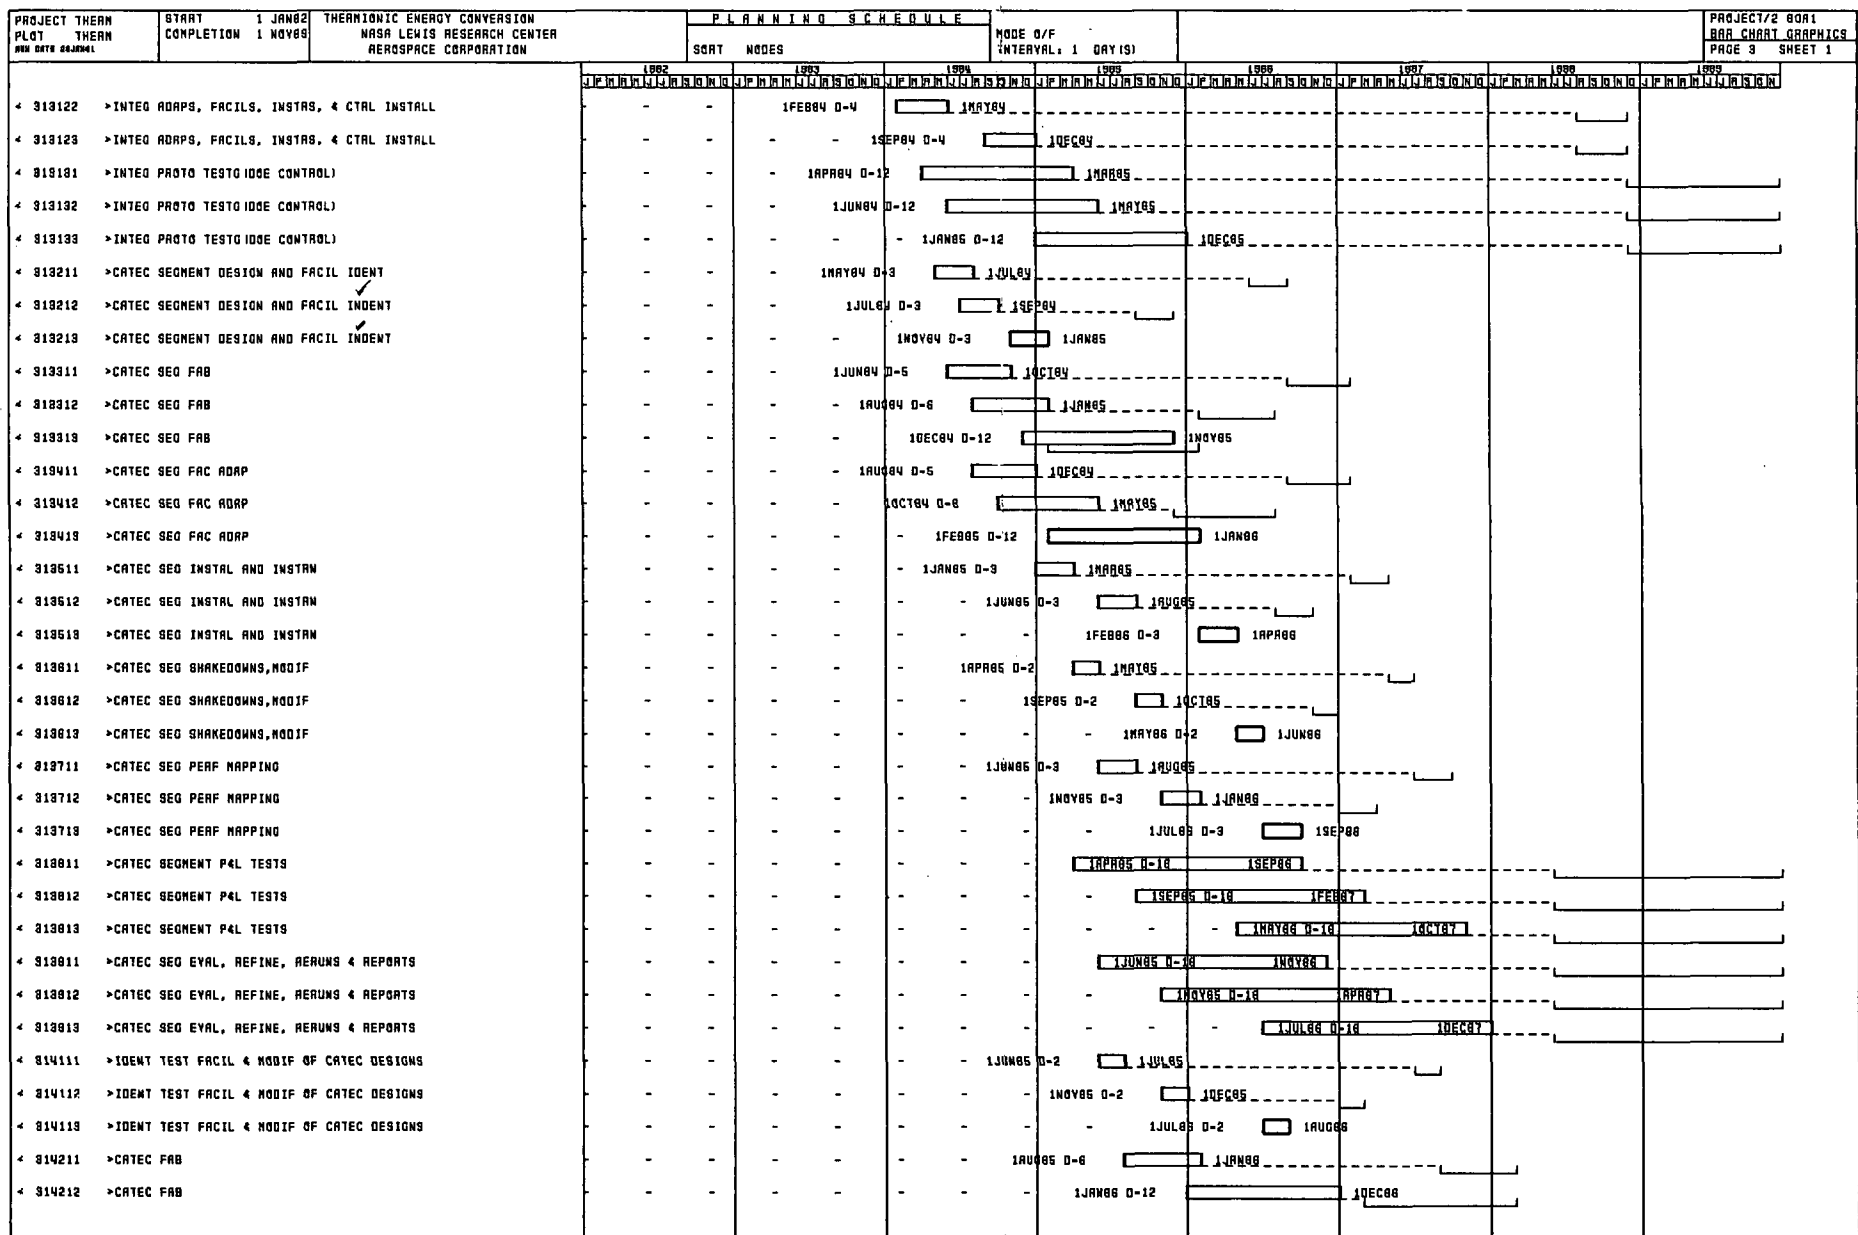 PROJECT THERM
PLOT THERM
RUN DATE 28JAN81
START 1 JAN82
COMPLETION 1 NOV89
THERMIONIC ENERGY CONVERSION
NASA LEWIS RESEARCH CENTER
AEROSPACE CORPORATION
PLANNING SCHEDULE
SORT NODES
MODE O/F
INTERVAL: 1 DAY(S)
PROJECT/2
BAR CHART GRAPHICS
PAGE 3 SHEET 1
1982 1983 1984 1985 1986 1987 1988 1989
J F M A M J J A S O N D J F M A M J J A S O N D J F M A M J J A S O N D J F M A M J J A S O N D J F M A M J J A S O N D J F M A M J J A S O N D J F M A M J J A S O N D J F M A M J J A S O N
< 313122 >INTEG ADAPS, FACILS, INSTRS, & CTRL INSTALL 1FEB84 D-4 1MAY84
< 313123 >INTEG ADAPS, FACILS, INSTRS, & CTRL INSTALL 1SEP84 D-4 1DEC84
< 313131 >INTEG PROTO TESTG(DOE CONTROL) 1APR84 D-12 1MAR85
< 313132 >INTEG PROTO TESTG(DOE CONTROL) 1JUN84 D-12 1MAY85
< 313133 >INTEG PROTO TESTG(DOE CONTROL) 1JAN85 D-12 1DEC85
< 313211 >CATEC SEGMENT DESIGN AND FACIL IDENT 1MAY84 D-3 1JUL84
< 313212 >CATEC SEGMENT DESIGN AND FACIL INDENT 1JUL84 D-3 1SEP84
< 313213 >CATEC SEGMENT DESIGN AND FACIL INDENT 1NOV84 D-3 1JAN85
< 313311 >CATEC SEG FAB 1JUN84 D-5 1OCT84
< 313312 >CATEC SEG FAB 1AUG84 D-6 1JAN85
< 313313 >CATEC SEG FAB 1DEC84 D-12 1NOV85
< 313411 >CATEC SEG FAC ADAP 1AUG84 D-5 1DEC84
< 313412 >CATEC SEG FAC ADAP 1OCT84 D-8 1MAY85
< 313413 >CATEC SEG FAC ADAP 1FEB85 D-12 1JAN86
< 313511 >CATEC SEG INSTAL AND INSTRN 1JAN85 D-3 1MAR85
< 313512 >CATEC SEG INSTAL AND INSTRN 1JUN85 D-3 1AUG85
< 313513 >CATEC SEG INSTAL AND INSTRN 1FEB86 D-3 1APR86
< 313611 >CATEC SEG SHAKEDOWNS,MODIF 1APR85 D-2 1MAY85
< 313612 >CATEC SEG SHAKEDOWNS,MODIF 1SEP85 D-2 1OCT85
< 313613 >CATEC SEG SHAKEDOWNS,MODIF 1MAY86 D-2 1JUN86
< 313711 >CATEC SEG PERF MAPPING 1JUN85 D-3 1AUG85
< 313712 >CATEC SEG PERF MAPPING 1NOV85 D-3 1JAN86
< 313713 >CATEC SEG PERF MAPPING 1JUL86 D-3 1SEP86
< 313811 >CATEC SEGMENT P&L TESTS 1APR85 D-18 1SEP86
< 313812 >CATEC SEGMENT P&L TESTS 1SEP85 D-18 1FEB87
< 313813 >CATEC SEGMENT P&L TESTS 1MAY86 D-18 1OCT87
< 313911 >CATEC SEG EVAL, REFINE, RERUNS & REPORTS 1JUN85 D-18 1NOV86
< 313912 >CATEC SEG EVAL, REFINE, RERUNS & REPORTS 1NOV85 D-18 1APR87
< 313913 >CATEC SEG EVAL, REFINE, RERUNS & REPORTS 1JUL86 D-18 1DEC87
< 314111 >IDENT TEST FACIL & MODIF OF CATEC DESIGNS 1JUN85 D-2 1JUL85
< 314112 >IDENT TEST FACIL & MODIF OF CATEC DESIGNS 1NOV85 D-2 1DEC85
< 314113 >IDENT TEST FACIL & MODIF OF CATEC DESIGNS 1JUL86 D-2 1AUG86
< 314211 >CATEC FAB 1AUG85 D-6 1JAN86
< 314212 >CATEC FAB 1JAN86 D-12 1DEC86